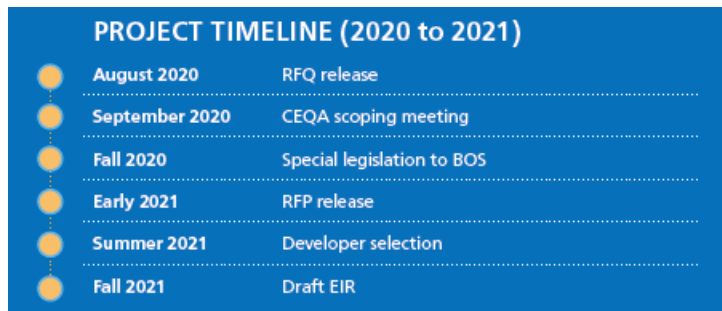 PROJECT TIMELINE (2020 to 2021)
August 2020 RFQ release
September 2020 CEQA scoping meeting
Fall 2020 Special legislation to BOS
Early 2021 RFP release
Summer 2021 Developer selection
Fall 2021 Draft EIR